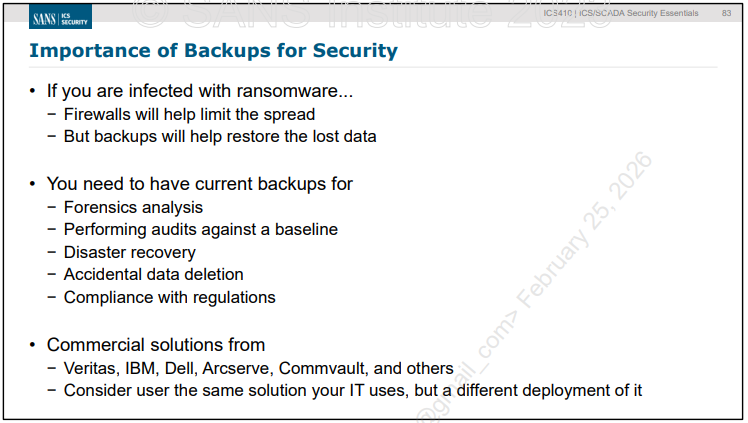 © SANS Institute 2026
SANS ICS SECURITY
ICS410 | ICS/SCADA Security Essentials 83
Importance of Backups for Security
• If you are infected with ransomware...
− Firewalls will help limit the spread
− But backups will help restore the lost data
• You need to have current backups for
− Forensics analysis
− Performing audits against a baseline
− Disaster recovery
− Accidental data deletion
− Compliance with regulations
• Commercial solutions from
− Veritas, IBM, Dell, Arcserve, Commvault, and others
− Consider user the same solution your IT uses, but a different deployment of it
@gmail_com> February 25, 2026